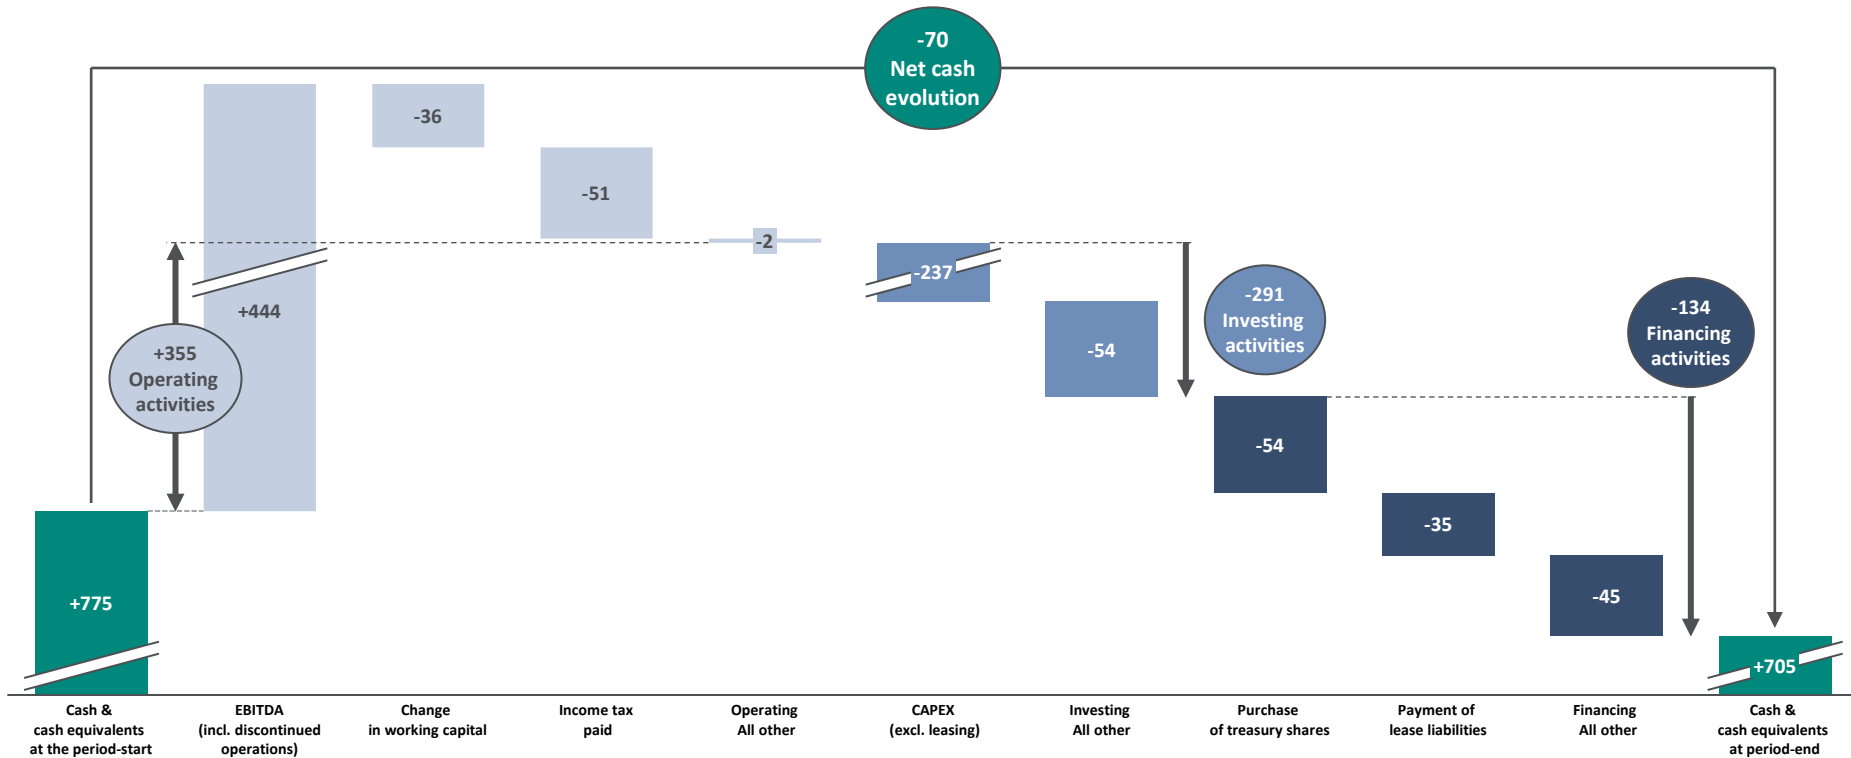 -70
Net cash
evolution
-36
-51
-2
-237
+444
-291
Investing
activities
-134
Financing
activities
+355
Operating
activities
-54
-54
-35
-45
+775
+705
Cash &
cash equivalents
at the period-start
EBITDA
(incl. discontinued
operations)
Change
in working capital
Income tax
paid
Operating
All other
CAPEX
(excl. leasing)
Investing
All other
Purchase
of treasury shares
Payment of
lease liabilities
Financing
All other
Cash &
cash equivalents
at period-end